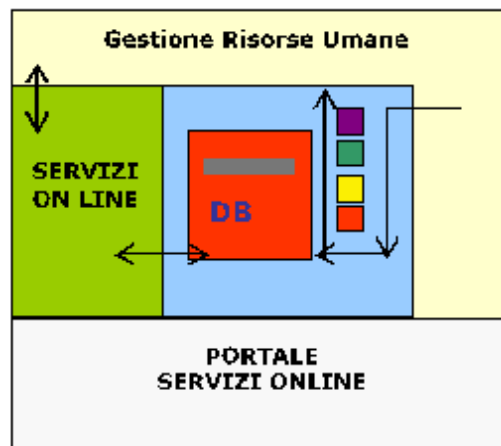 Gestione Risorse Umane
SERVIZI
ON LINE
DB
PORTALE
SERVIZI ONLINE